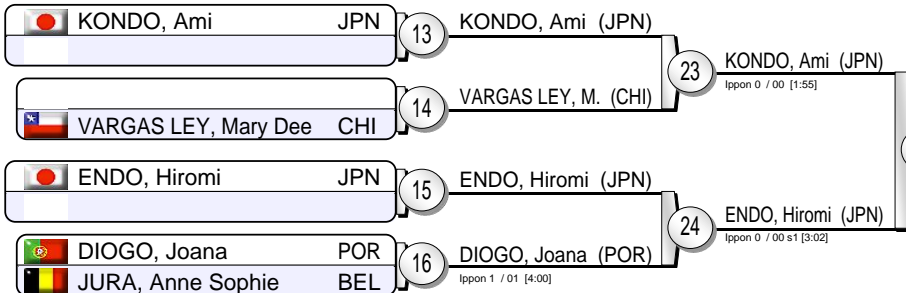 KONDO, Ami JPN
13
KONDO, Ami (JPN)
23
KONDO, Ami (JPN)
Ippon 0 / 00 [1:55]
14
VARGAS LEY, M. (CHI)
VARGAS LEY, Mary Dee CHI
ENDO, Hiromi JPN
15
ENDO, Hiromi (JPN)
24
ENDO, Hiromi (JPN)
Ippon 0 / 00 s1 [3:02]
DIOGO, Joana POR
16
DIOGO, Joana (POR)
Ippon 1 / 01 [4:00]
JURA, Anne Sophie BEL